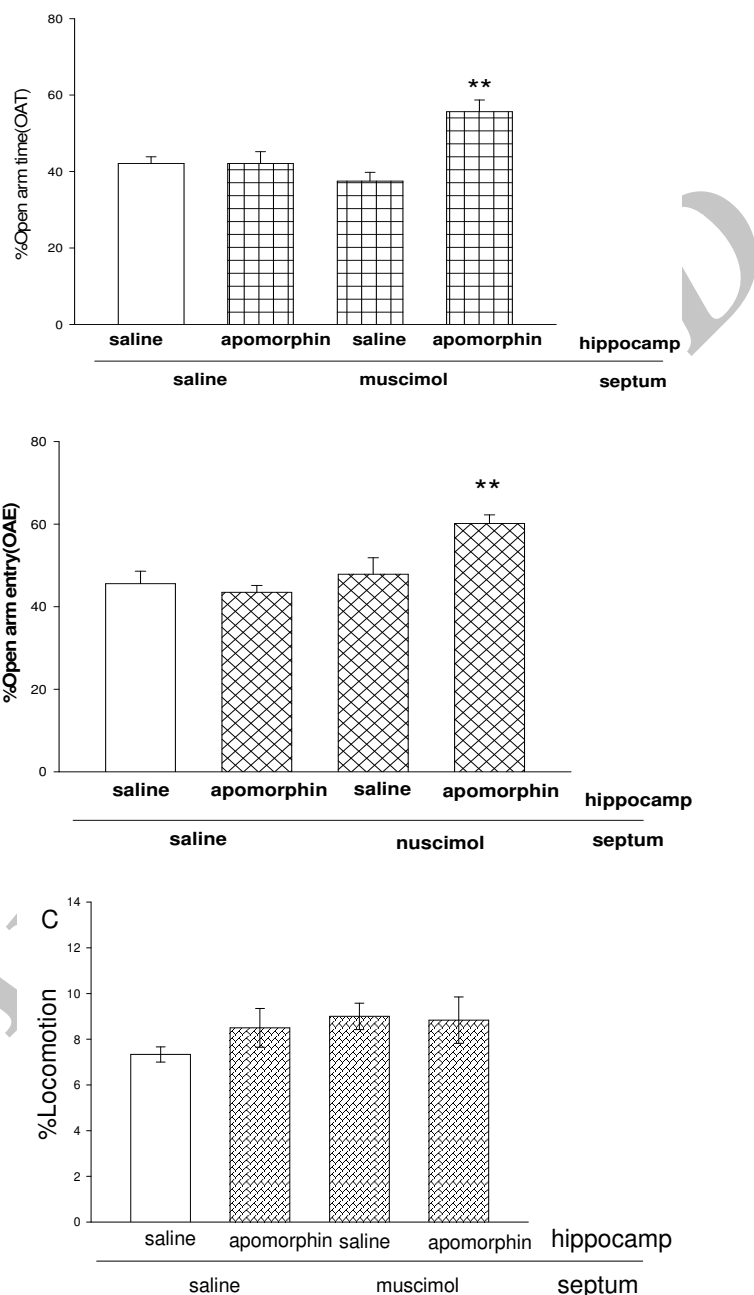 80
60
40
20
0
%Open arm time(OAT)
**
saline apomorphin saline apomorphin hippocamp
saline muscimol septum
80
60
40
20
0
%Open arm entry(OAE)
**
saline apomorphin saline apomorphin hippocamp
saline nuscimol septum
C
14
12
10
8
6
4
2
0
%Locomotion
saline apomorphin saline apomorphin hippocamp
saline muscimol septum